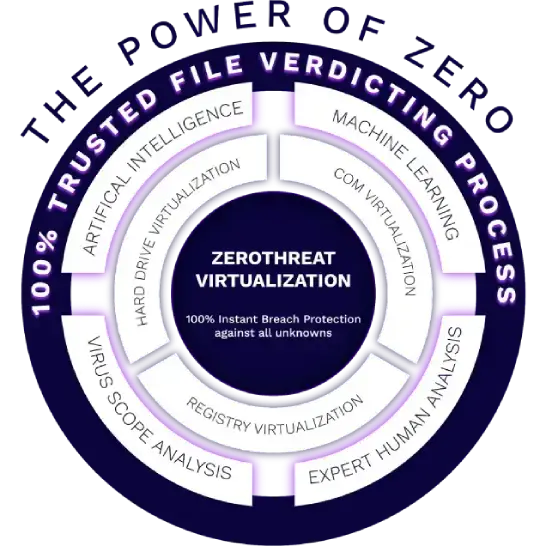 THE POWER OF ZERO
100% TRUSTED FILE VERDICTING PROCESS
ARTIFICAL INTELLIGENCE
MACHINE LEARNING
HARD DRIVE VIRTUALIZATION
COM VIRTUALIZATION
ZEROTHREAT
VIRTUALIZATION
100% Instant Breach Protection
against all unknowns
REGISTRY VIRTUALIZATION
VIRUS SCOPE ANALYSIS
EXPERT HUMAN ANALYSIS